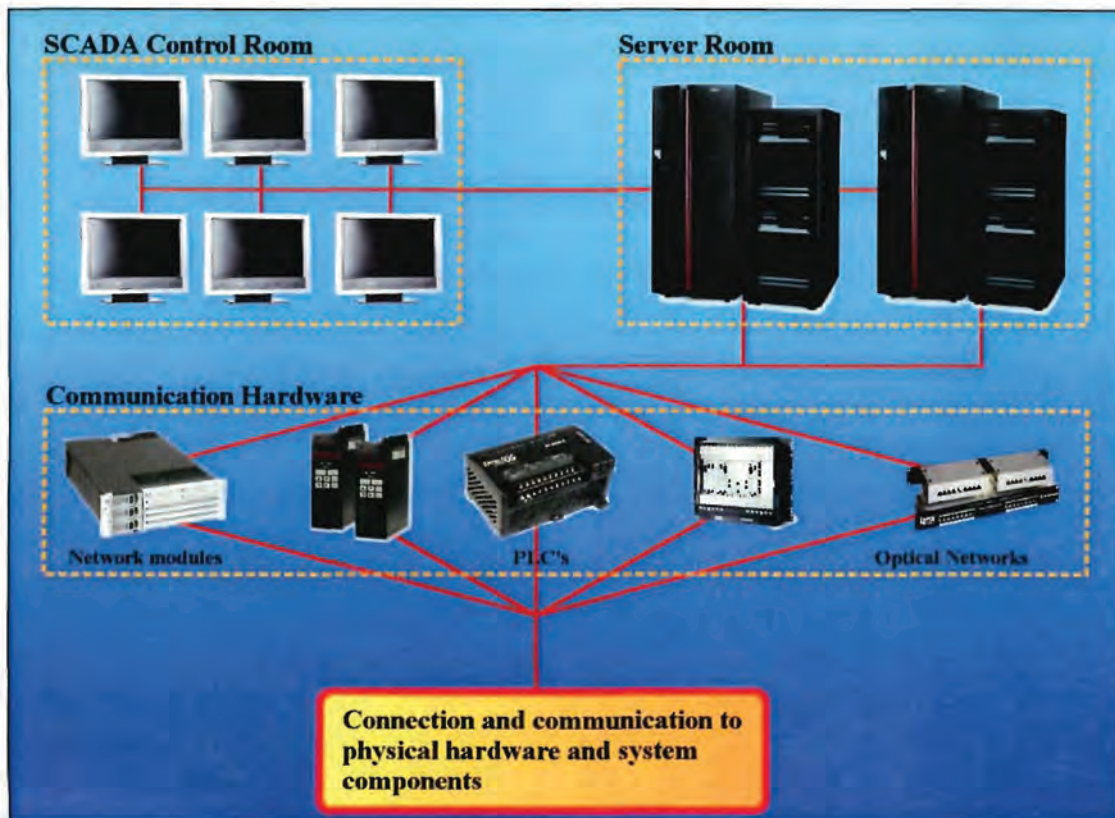 SCADA Control Room
Server Room
Communication Hardware
Network modules
PLC's
Optical Networks
Connection and communication to
physical hardware and system
components